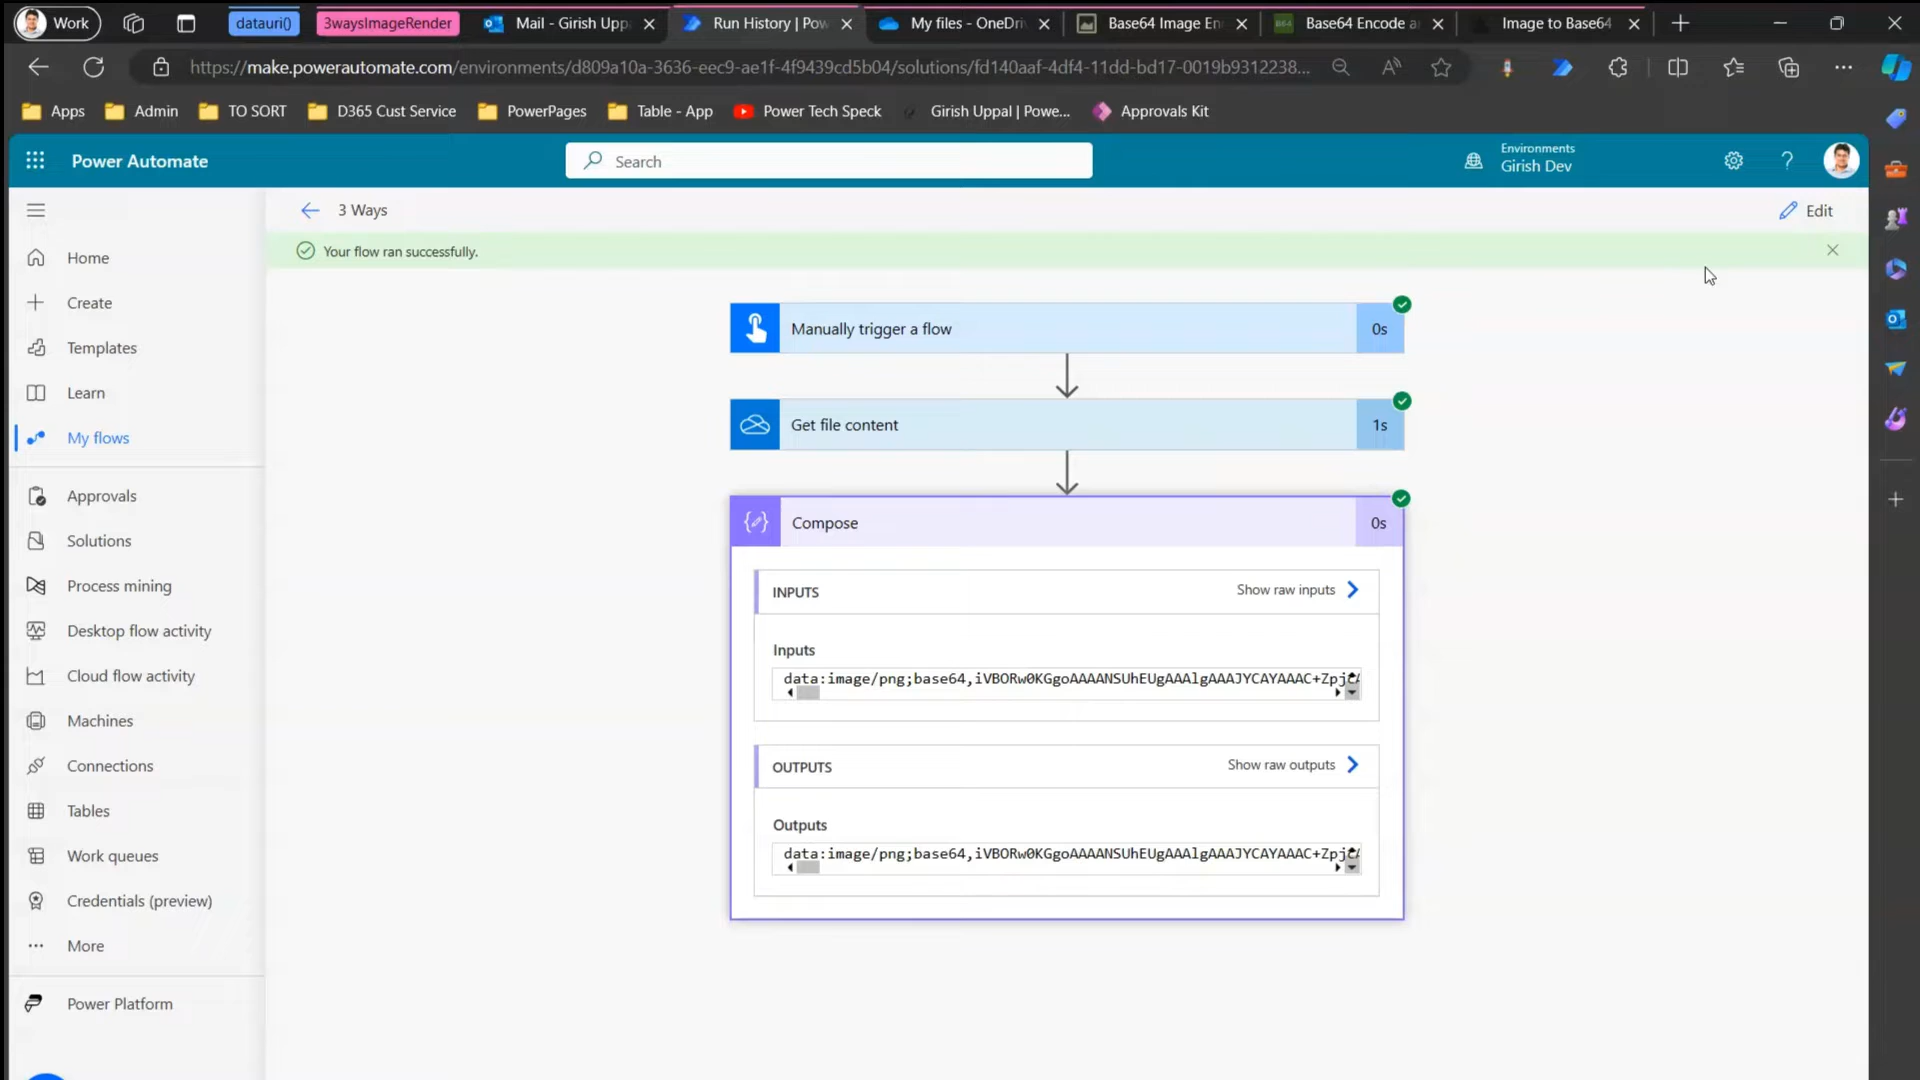 Work
datauri()
3waysImageRender
Mail - Girish Upp
Run History | Pow
My files - OneDri
Base64 Image En
Base64 Encode a
Image to Base64
https://make.powerautomate.com/environments/d809a10a-3636-eec9-ae1f-4f9439cd5b04/solutions/fd140aaf-4df4-11dd-bd17-0019b9312238...
Apps
Admin
TO SORT
D365 Cust Service
PowerPages
Table - App
Power Tech Speck
Girish Uppal | Powe...
Approvals Kit
Power Automate
Search
Environments
Girish Dev
3 Ways
Edit
Your flow ran successfully.
Home
Create
Templates
Learn
My flows
Approvals
Solutions
Process mining
Desktop flow activity
Cloud flow activity
Machines
Connections
Tables
Work queues
Credentials (preview)
More
Power Platform
Manually trigger a flow
0s
Get file content
1s
Compose
0s
INPUTS
Show raw inputs
Inputs
data:image/png;base64,iVBORw0KGgoAAAANSUhEUgAAAlgAAAJYCAYAAAC+ZpjcA
OUTPUTS
Show raw outputs
Outputs
data:image/png;base64,iVBORw0KGgoAAAANSUhEUgAAAlgAAAJYCAYAAAC+ZpjcA